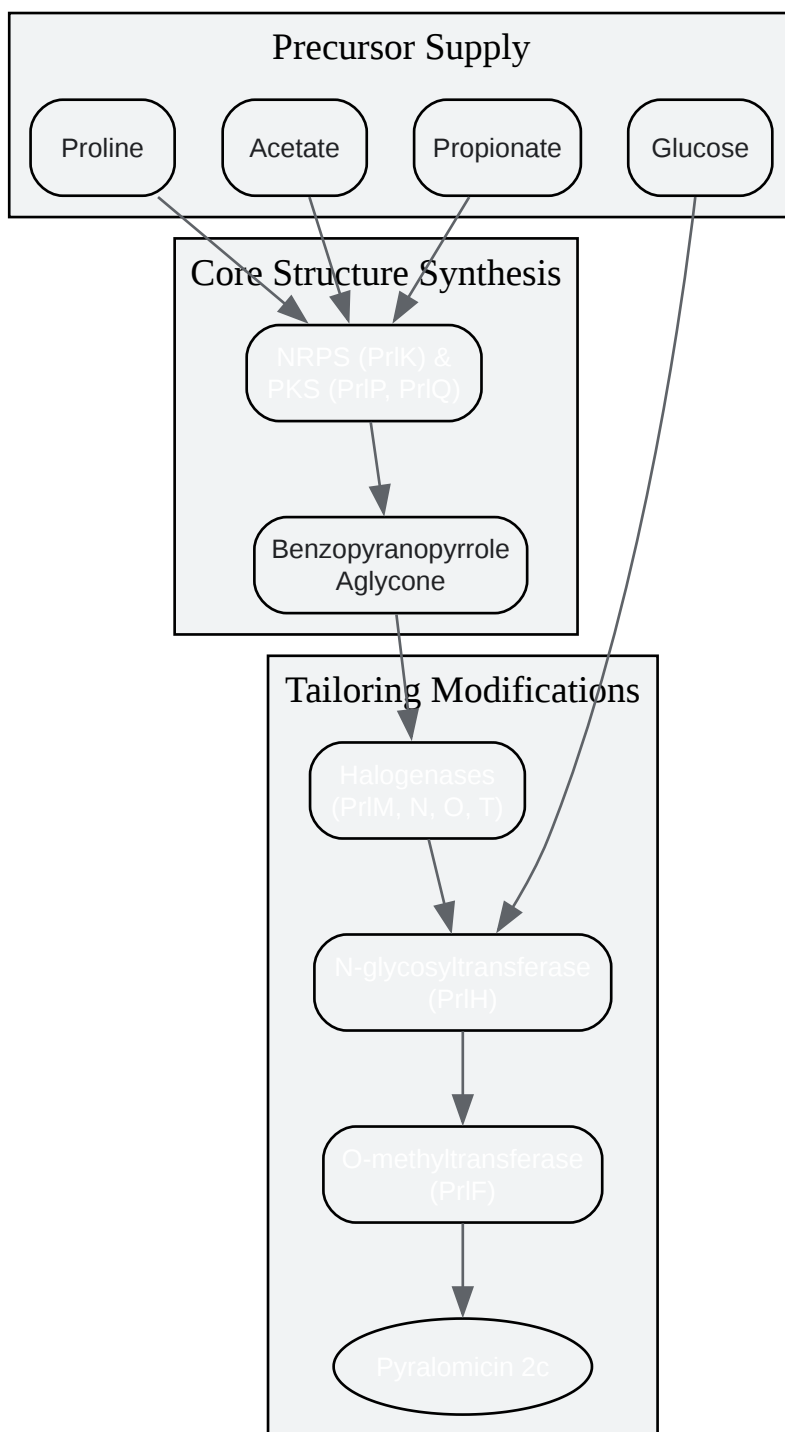 Precursor Supply
Proline
Acetate
Propionate
Glucose
Core Structure Synthesis
NRPS (PrlK) &
PKS (PrlP, PrlQ)
Benzopyranopyrrole
Aglycone
Tailoring Modifications
Halogenases
(PrlM, N, O, T)
N-glycosyltransferase
(PrlH)
O-methyltransferase
(PrlF)
Pyralomicin 2c